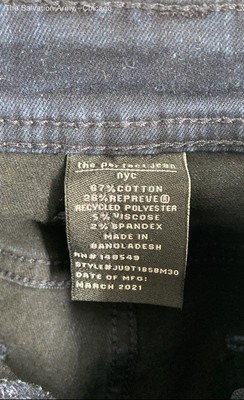 The Salvation Army - Chicago
the perfect jean
nyc
67% COTTON
26% REPREVE®
RECYCLED POLYESTER
5% VISCOSE
2% SPANDEX
MADE IN
BANGLADESH
RN# 148549
STYLE#JUST1858M30
DATE OF MFG:
MARCH 2021